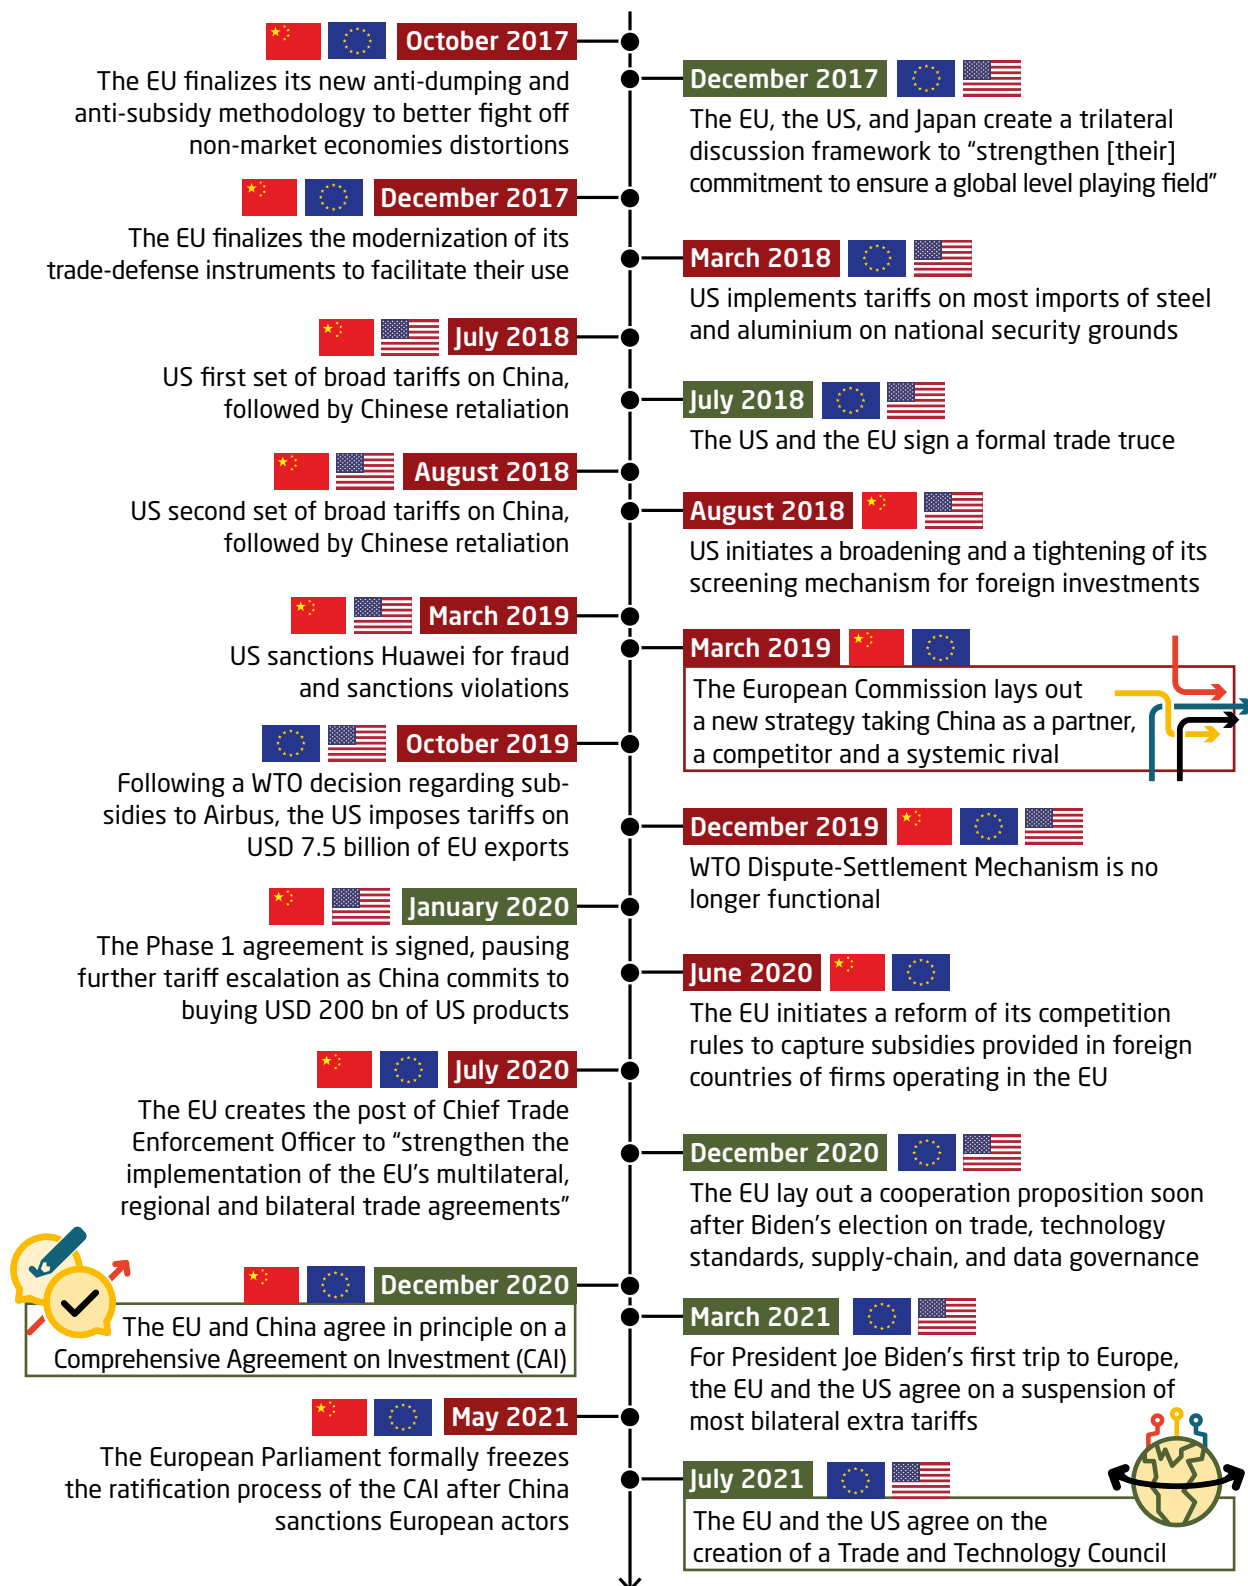 October 2017
The EU finalizes its new anti-dumping and
anti-subsidy methodology to better fight off
non-market economies distortions
December 2017
The EU, the US, and Japan create a trilateral
discussion framework to “strengthen [their]
commitment to ensure a global level playing field”
December 2017
The EU finalizes the modernization of its
trade-defense instruments to facilitate their use
March 2018
US implements tariffs on most imports of steel
and aluminium on national security grounds
July 2018
US first set of broad tariffs on China,
followed by Chinese retaliation
July 2018
The US and the EU sign a formal trade truce
August 2018
US second set of broad tariffs on China,
followed by Chinese retaliation
August 2018
US initiates a broadening and a tightening of its
screening mechanism for foreign investments
March 2019
US sanctions Huawei for fraud
and sanctions violations
March 2019
The European Commission lays out
a new strategy taking China as a partner,
a competitor and a systemic rival
October 2019
Following a WTO decision regarding sub-
sidies to Airbus, the US imposes tariffs on
USD 7.5 billion of EU exports
December 2019
WTO Dispute-Settlement Mechanism is no
longer functional
January 2020
The Phase 1 agreement is signed, pausing
further tariff escalation as China commits to
buying USD 200 bn of US products
June 2020
The EU initiates a reform of its competition
rules to capture subsidies provided in foreign
countries of firms operating in the EU
July 2020
The EU creates the post of Chief Trade
Enforcement Officer to “strengthen the
implementation of the EU’s multilateral,
regional and bilateral trade agreements”
December 2020
The EU lay out a cooperation proposition soon
after Biden’s election on trade, technology
standards, supply-chain, and data governance
December 2020
The EU and China agree in principle on a
Comprehensive Agreement on Investment (CAI)
March 2021
For President Joe Biden’s first trip to Europe,
the EU and the US agree on a suspension of
most bilateral extra tariffs
May 2021
The European Parliament formally freezes
the ratification process of the CAI after China
sanctions European actors
July 2021
The EU and the US agree on the
creation of a Trade and Technology Council